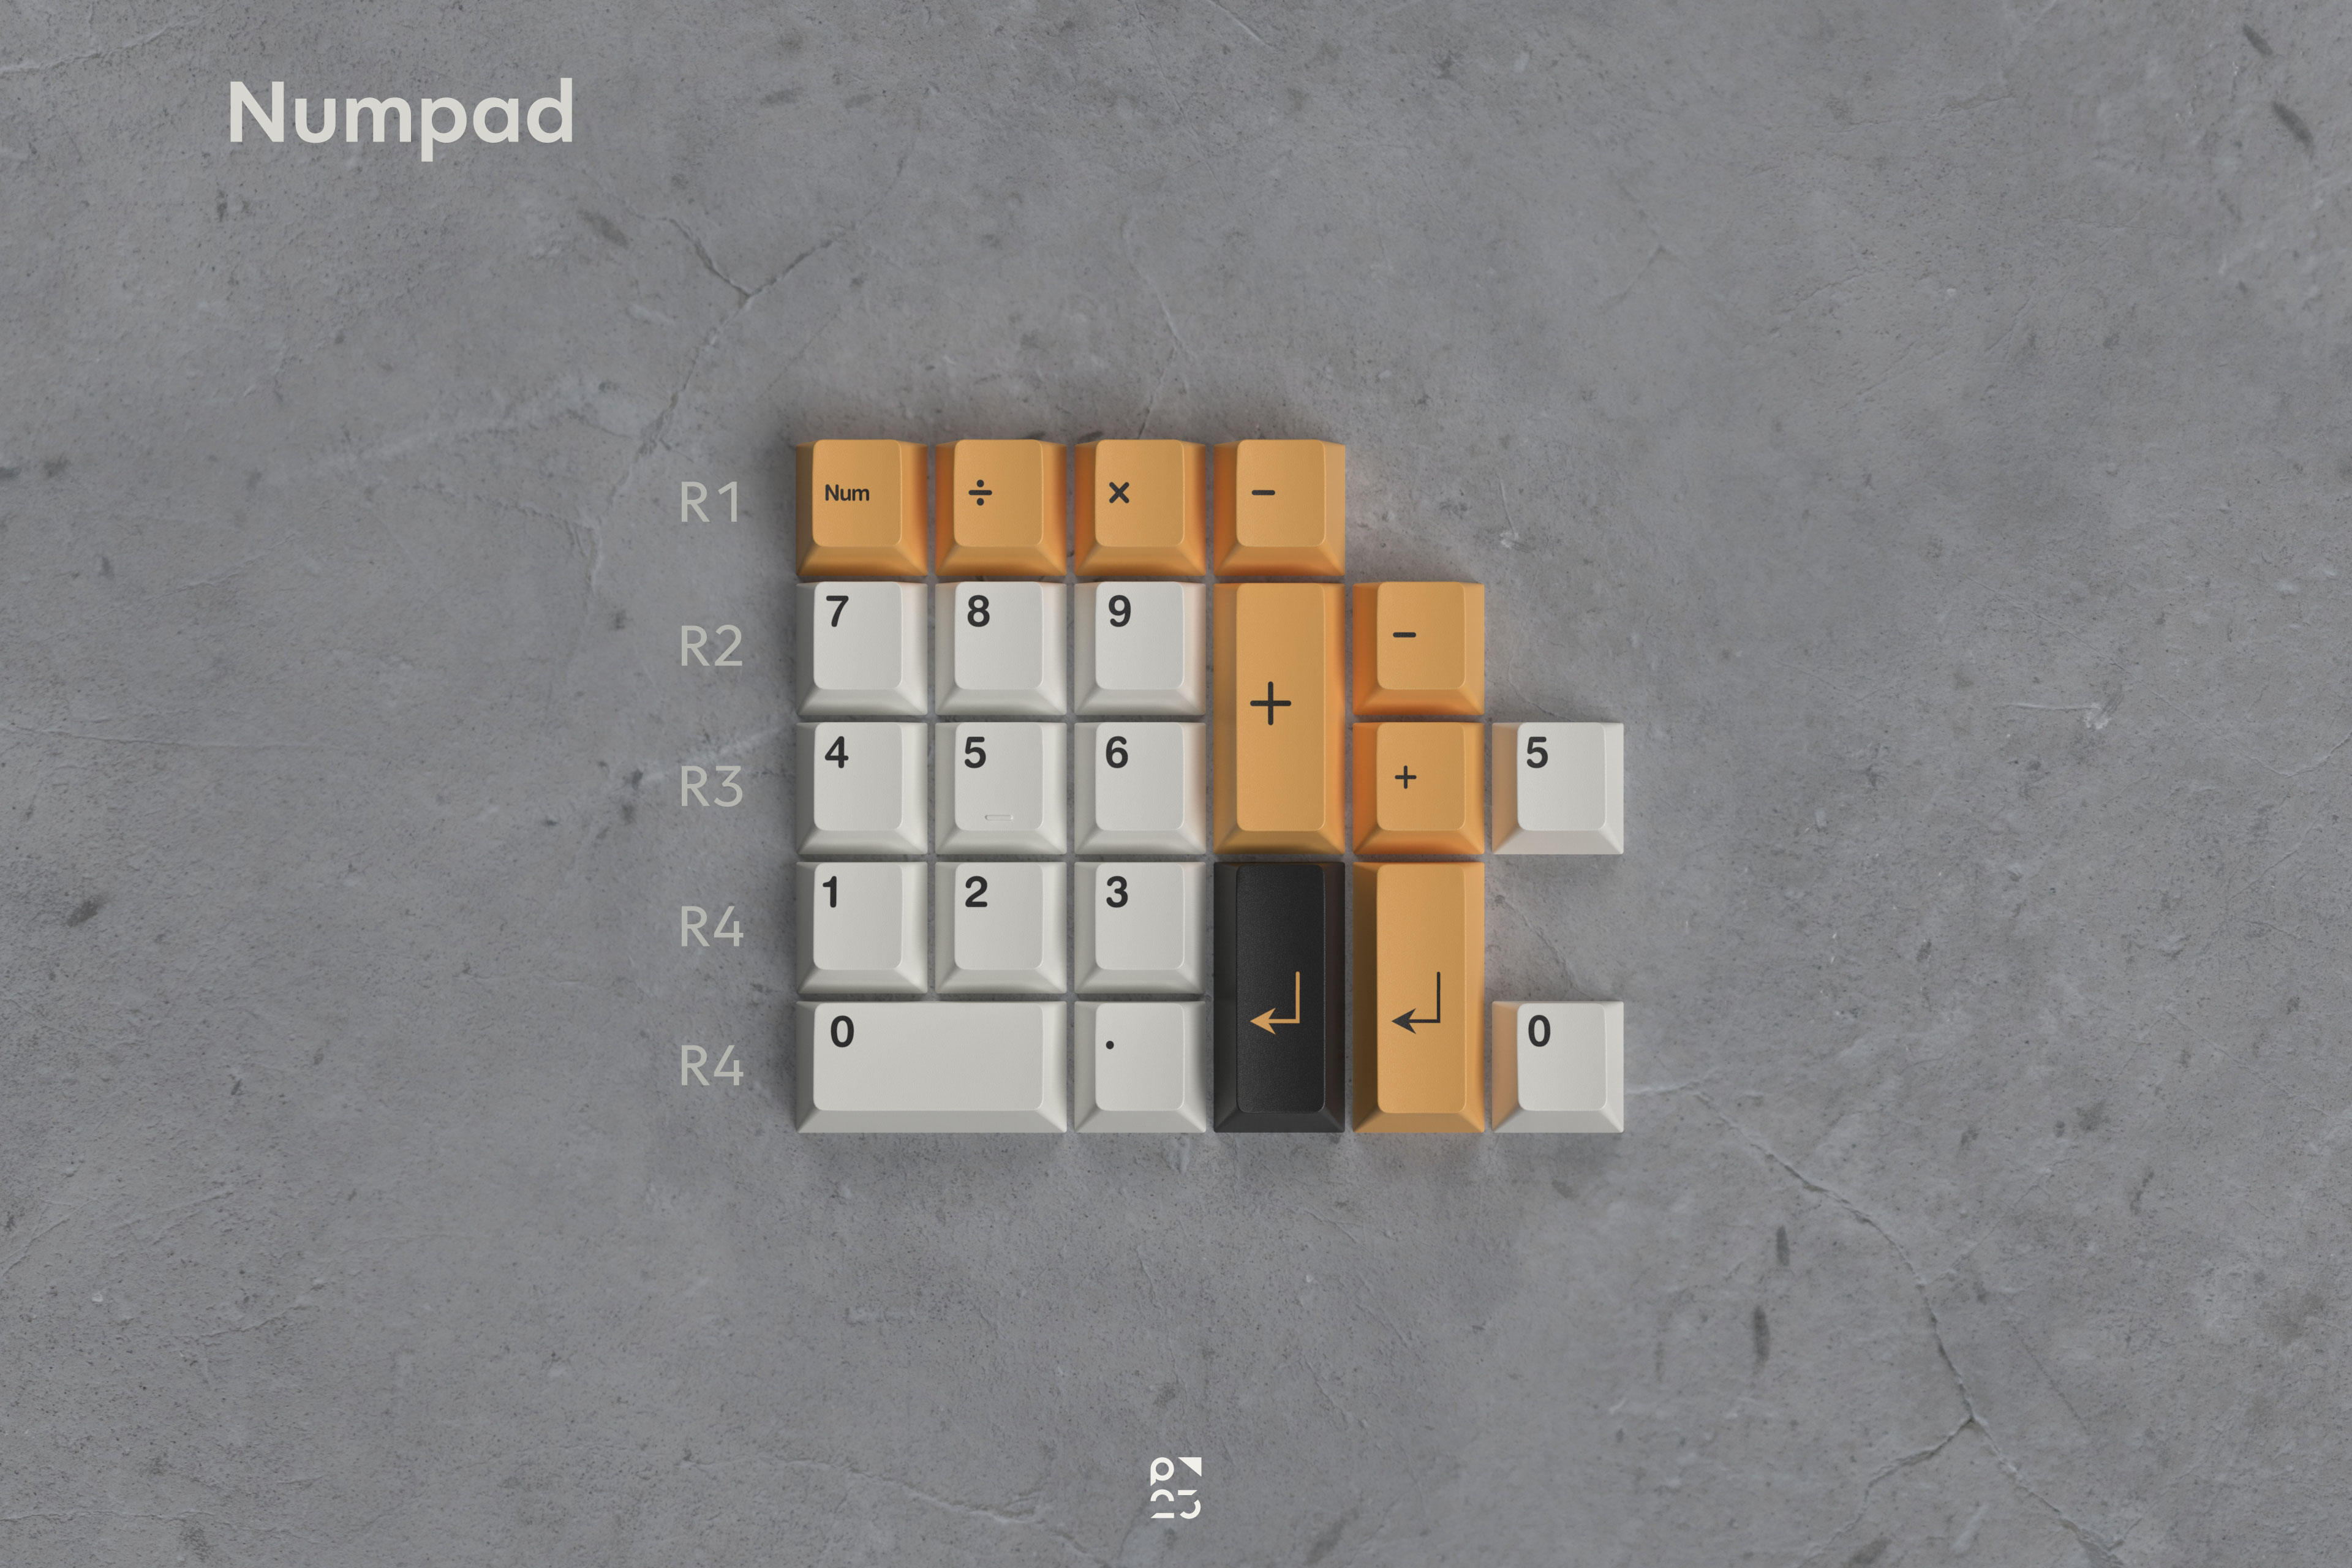 Numpad
R1 Num ÷ × −
R2 7 8 9 + −
R3 4 5 6 + 5
R4 1 2 3
R4 0 . 0